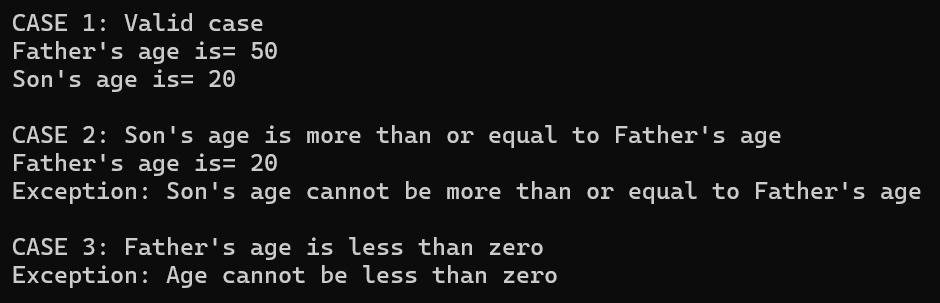 CASE 1: Valid case
Father's age is= 50
Son's age is= 20
CASE 2: Son's age is more than or equal to Father's age
Father's age is= 20
Exception: Son's age cannot be more than or equal to Father's age
CASE 3: Father's age is less than zero
Exception: Age cannot be less than zero